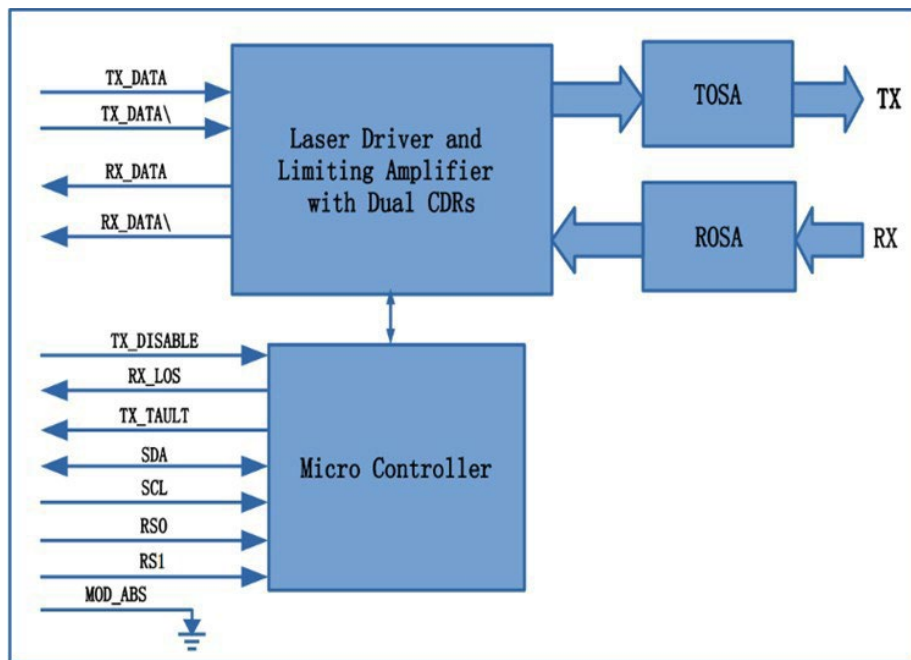 TX_DATA
TX_DATA\
RX_DATA
RX_DATA\
Laser Driver and
Limiting Amplifier
with Dual CDRs
TOSA
TX
ROSA
RX
TX_DISABLE
RX_LOS
TX_TAULT
SDA
SCL
RS0
RS1
MOD_ABS
Micro Controller